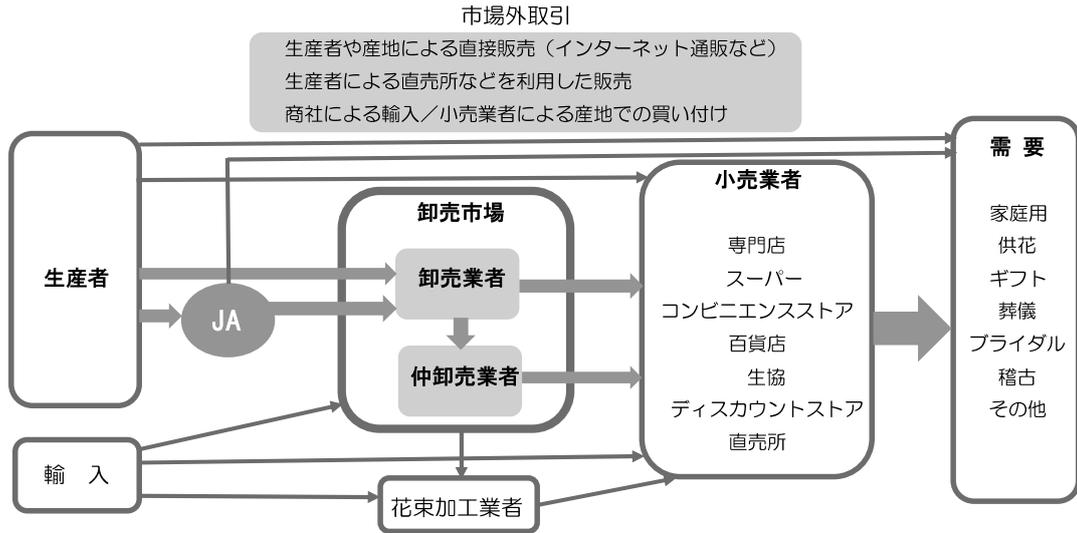 市場外取引
生産者や産地による直接販売（インターネット通販など）
生産者による直売所などを利用した販売
商社による輸入／小売業者による産地での買い付け
生産者
JA
輸　入
卸売市場
卸売業者
仲卸売業者
花束加工業者
小売業者
専門店
スーパー
コンビニエンスストア
百貨店
生協
ディスカウントストア
直売所
需 要
家庭用
供花
ギフト
葬儀
ブライダル
稽古
その他